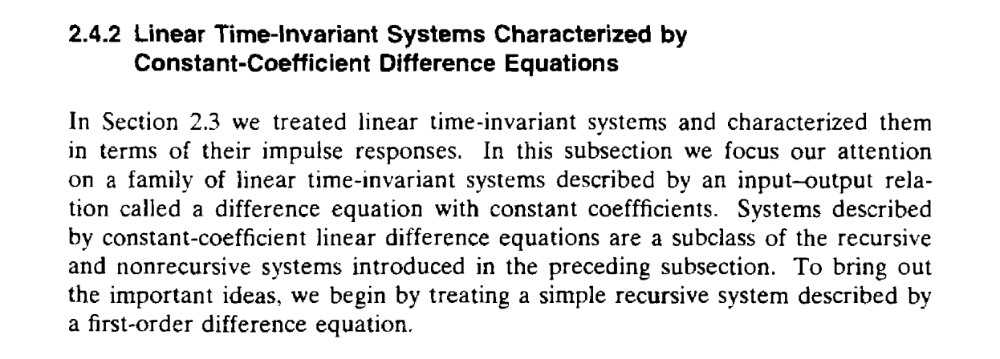 2.4.2 Linear Time-Invariant Systems Characterized by
Constant-Coefficient Difference Equations
In Section 2.3 we treated linear time-invariant systems and characterized them
in terms of their impulse responses. In this subsection we focus our attention
on a family of linear time-invariant systems described by an input–output rela-
tion called a difference equation with constant coeffficients. Systems described
by constant-coefficient linear difference equations are a subclass of the recursive
and nonrecursive systems introduced in the preceding subsection. To bring out
the important ideas, we begin by treating a simple recursive system described by
a first-order difference equation.